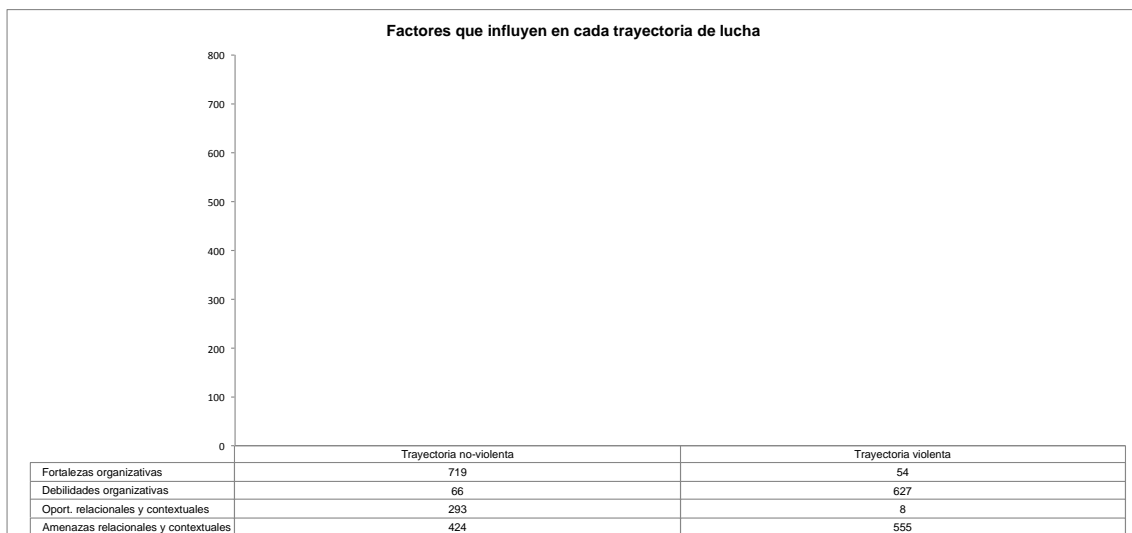 Factores que influyen en cada trayectoria de lucha
800
700
600
500
400
300
200
100
0
Trayectoria no-violenta Trayectoria violenta
Fortalezas organizativas 719 54
Debilidades organizativas 66 627
Oport. relacionales y contextuales 293 8
Amenazas relacionales y contextuales 424 555